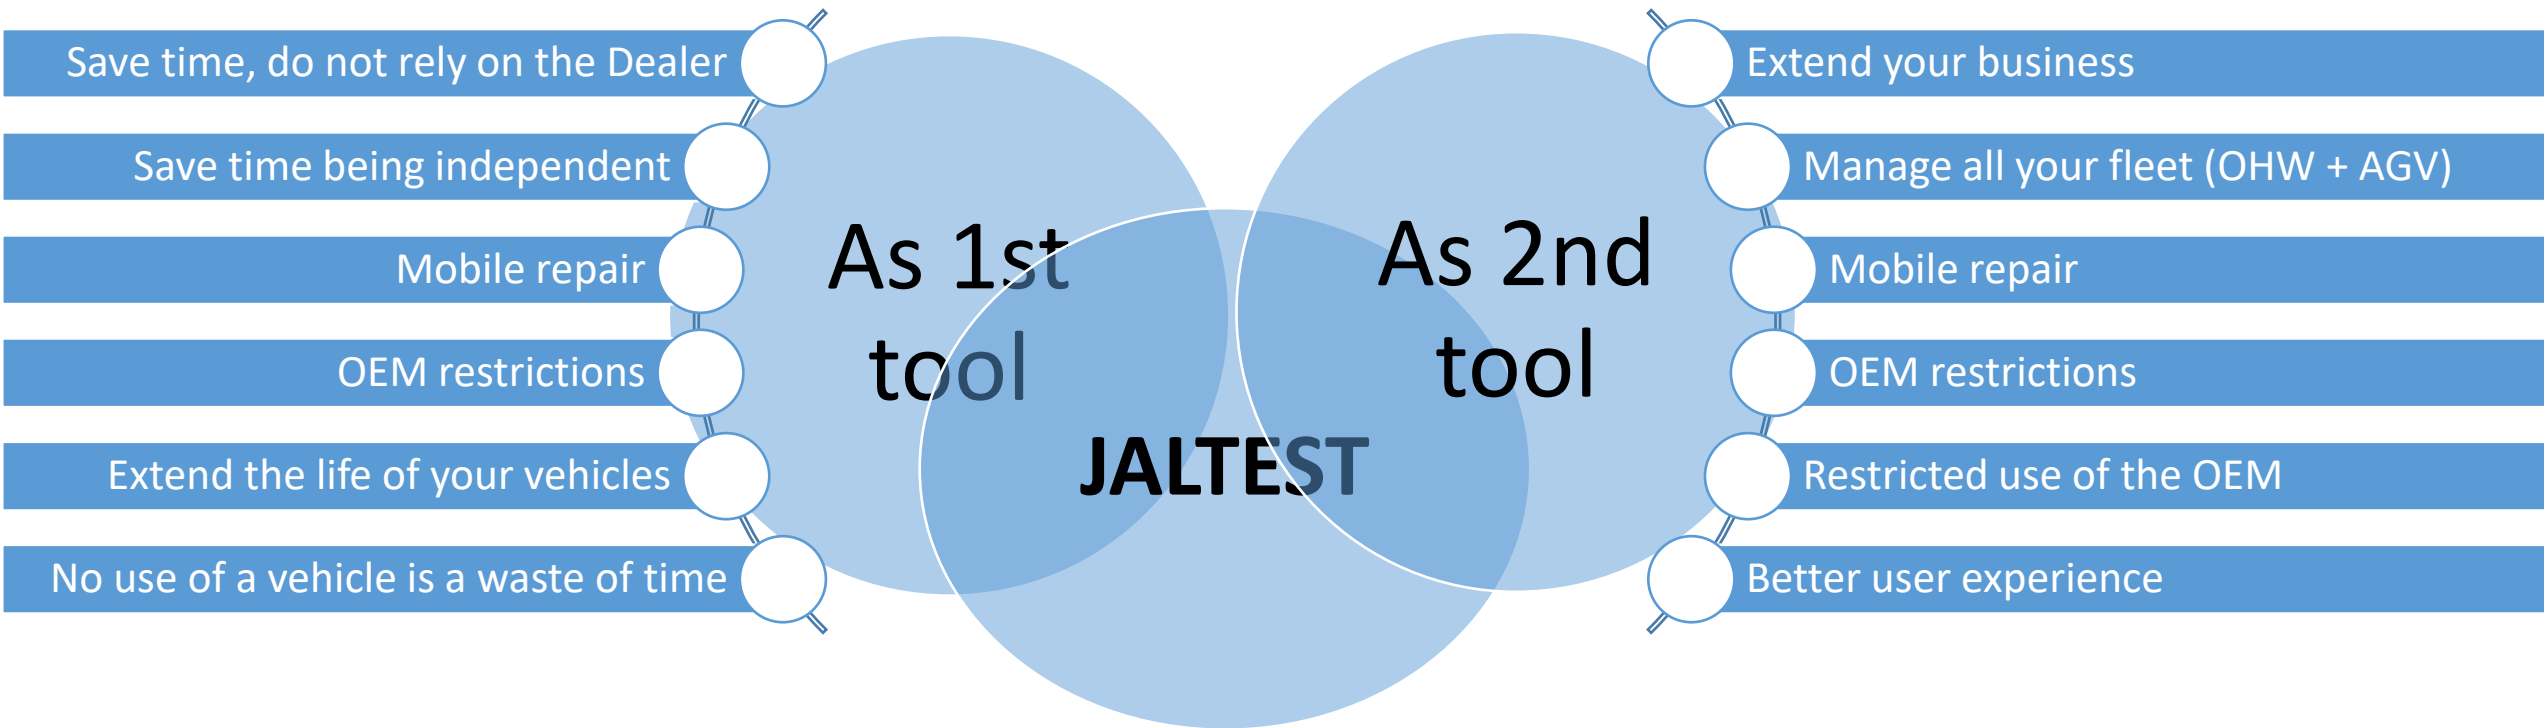 Save time, do not rely on the Dealer
Save time being independent
Mobile repair
OEM restrictions
Extend the life of your vehicles
No use of a vehicle is a waste of time
As 1st
tool
JALTEST
As 2nd
tool
Extend your business
Manage all your fleet (OHW + AGV)
Mobile repair
OEM restrictions
Restricted use of the OEM
Better user experience